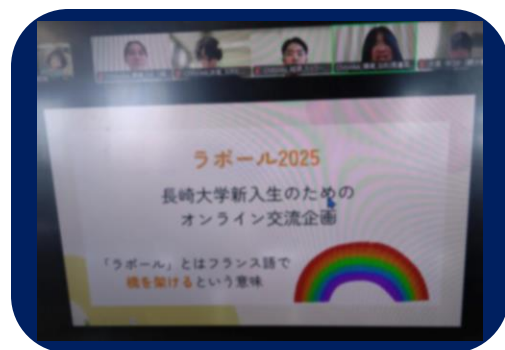 ラポール2025
長崎大学新入生のための
オンライン交流企画
「ラポール」とはフランス語で
橋を架けるという意味